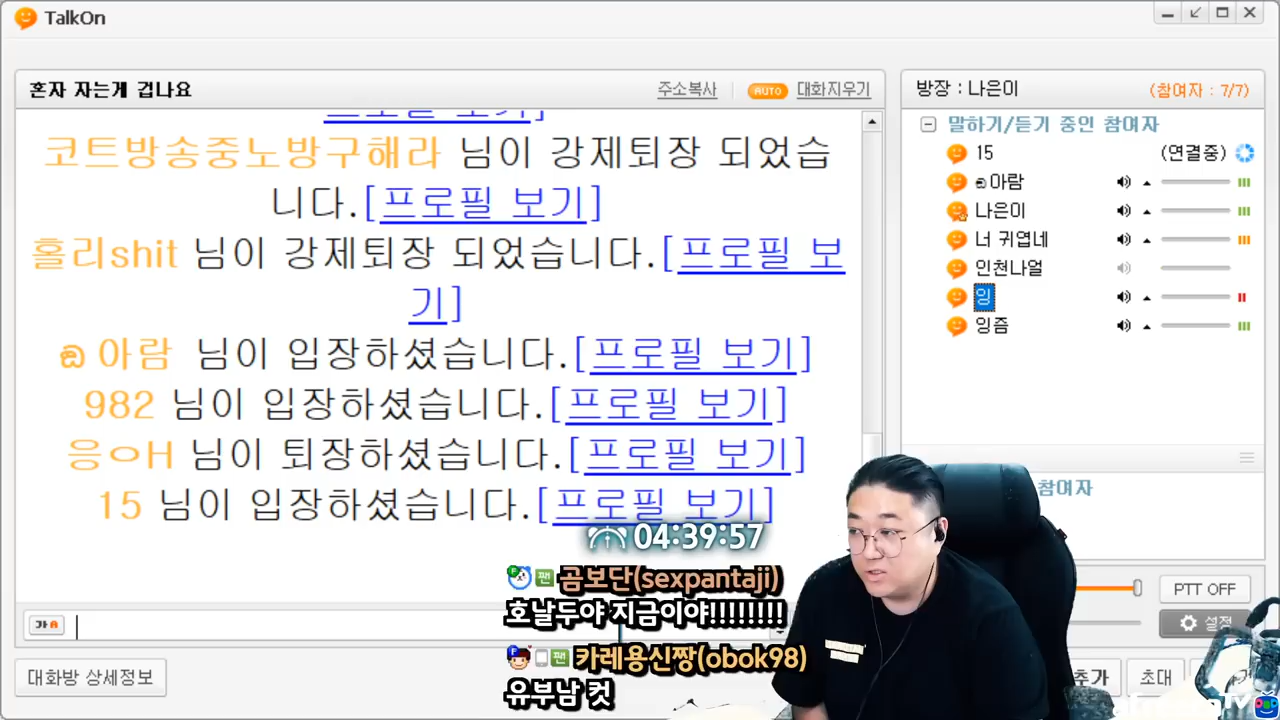 TalkOn
혼자 자는게 겁나요
주소복사
AUTO
대화지우기
코트방송중노방구해라 님이 강제퇴장 되었습
니다.[프로필 보기]
홀리shit 님이 강제퇴장 되었습니다.[프로필 보
기]
ฅ아람 님이 입장하셨습니다.[프로필 보기]
982 님이 입장하셨습니다.[프로필 보기]
응ㅇH 님이 퇴장하셨습니다.[프로필 보기]
15 님이 입장하셨습니다.[프로필 보기]
04:39:57
곰보단(sexpantaji)
호날두야 지금이야!!!!!!!!!
카레용신짱(obok98)
유부남 컷
가A
대화방 상세정보
방장 : 나은이
(참여자 : 7/7)
말하기/듣기 중인 참여자
15 (연결중)
ฅ아람
나은이
너 귀엽네
인천나얼
잉
잉즘
참여자
PTT OFF
설정
추가
초대